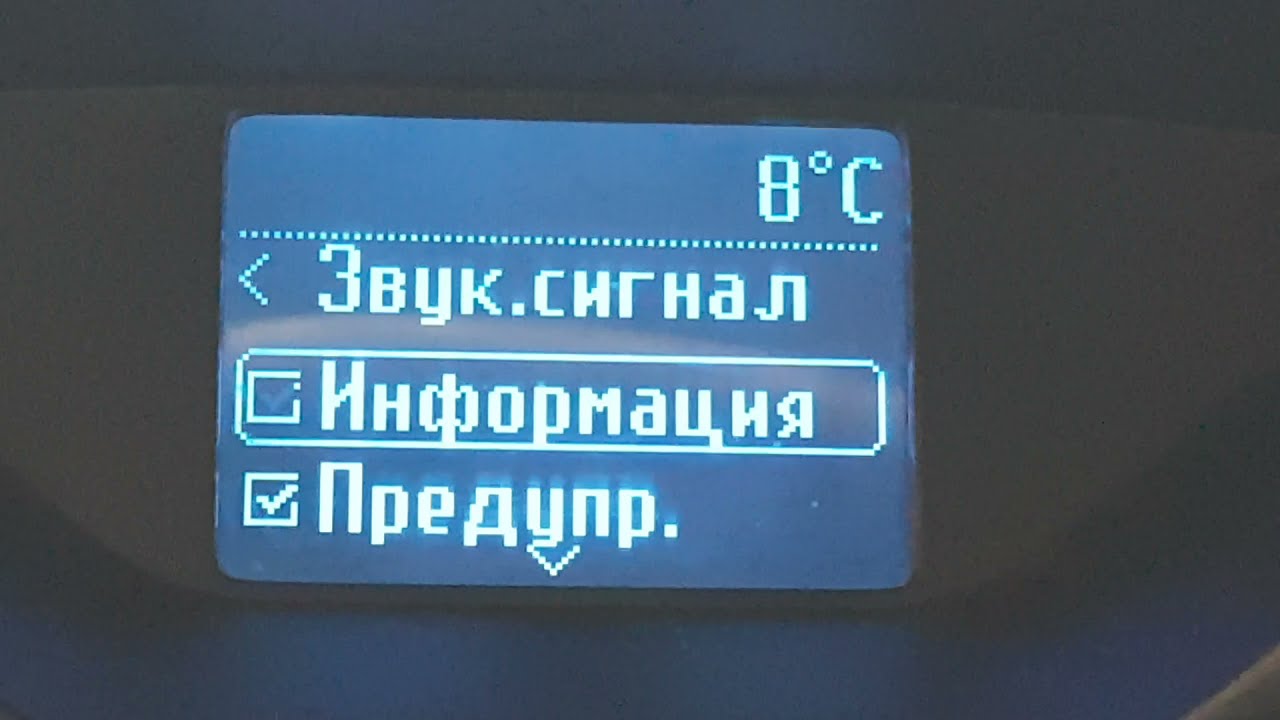 8°C
< Звук.сигнал
Информация
Предупр.